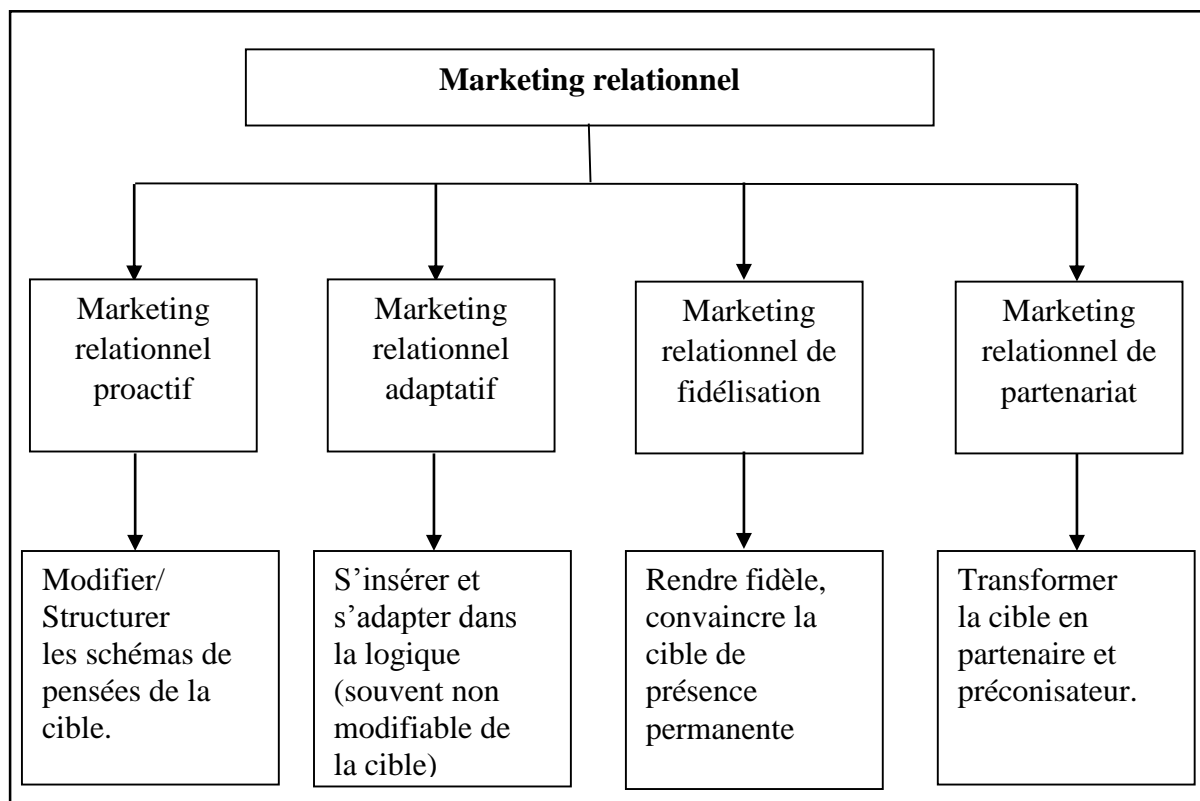 Marketing relationnel
Marketing
relationnel
proactif
Marketing
relationnel
adaptatif
Marketing
relationnel de
fidélisation
Marketing
relationnel de
partenariat
Modifier/
Structurer
les schémas de
pensées de la
cible.
S’insérer et
s’adapter dans
la logique
(souvent non
modifiable de
la cible)
Rendre fidèle,
convaincre la
cible de
présence
permanente
Transformer
la cible en
partenaire et
préconisateur.